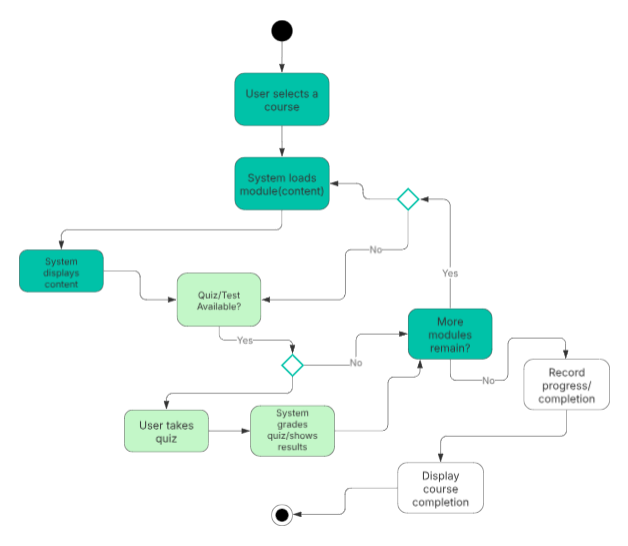 User selects a
course
System loads
module(content)
No
System
displays
content
Quiz/Test
Available?
Yes
Yes
More
modules
remain?
No
No
Record
progress/
completion
User takes
quiz
System
grades
quiz/shows
results
Display
course
completion